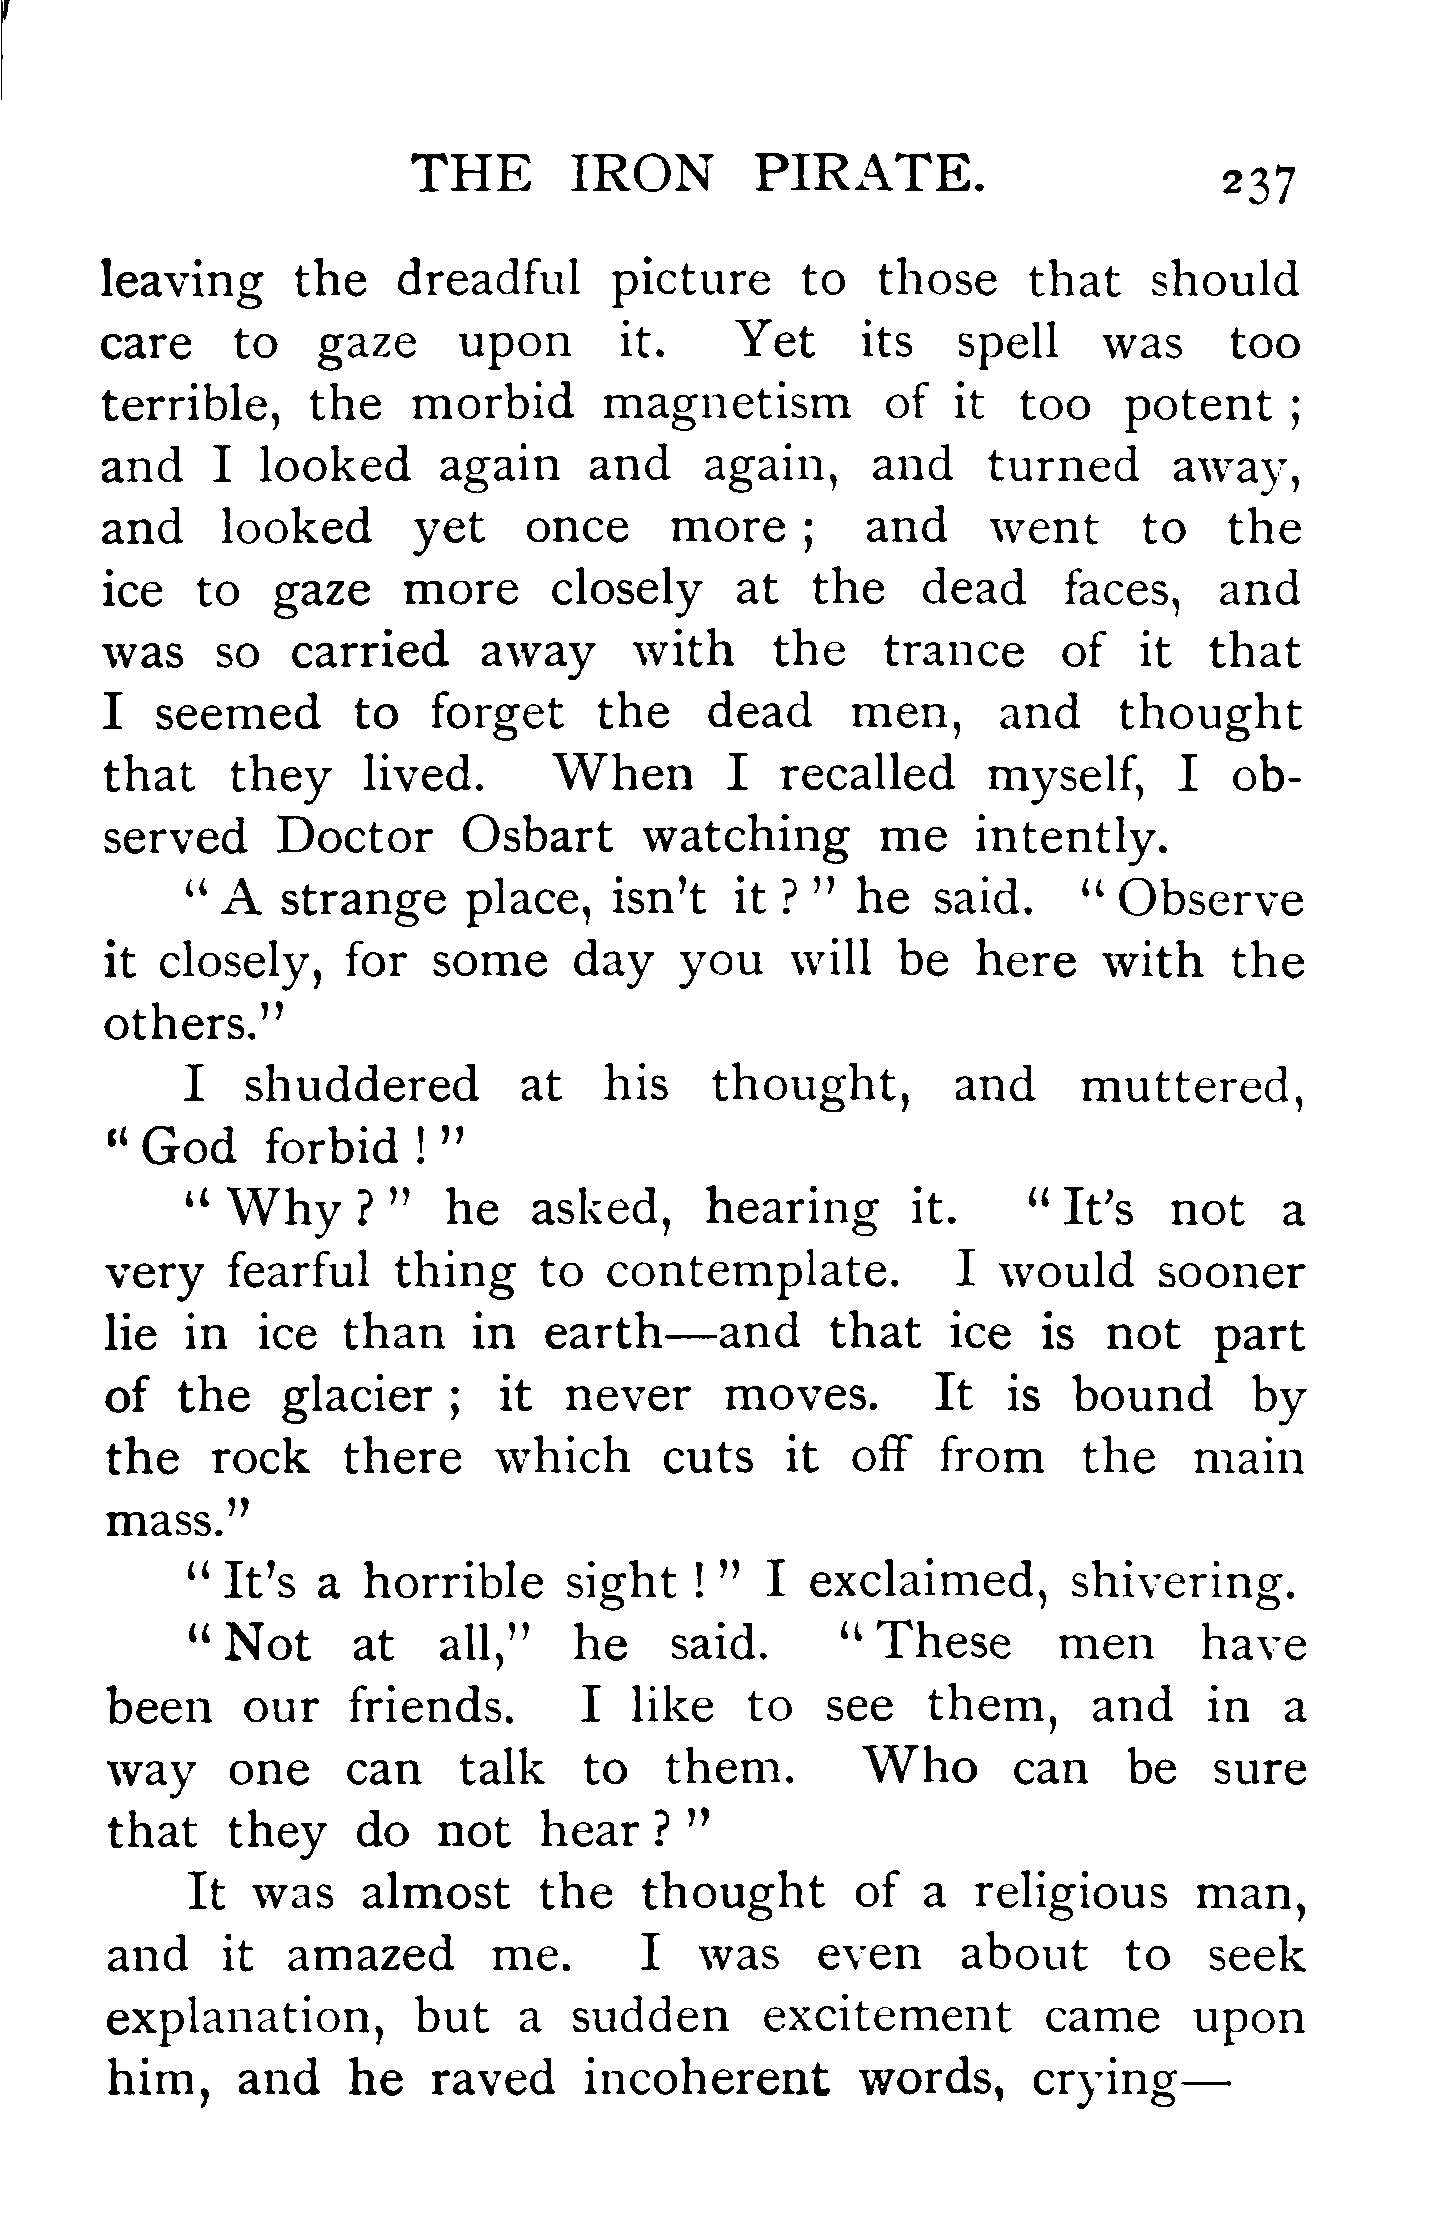 THE IRON PIRATE. 237
leaving the dreadful picture to those that should
care to gaze upon it. Yet its spell was too
terrible, the morbid magnetism of it too potent ;
and I looked again and again, and turned away,
and looked yet once more ; and went to the
ice to gaze more closely at the dead faces, and
was so carried away with the trance of it that
I seemed to forget the dead men, and thought
that they lived. When I recalled myself, I ob-
served Doctor Osbart watching me intently.
“ A strange place, isn’t it ? ” he said. “ Observe
it closely, for some day you will be here with the
others.”
I shuddered at his thought, and muttered,
“ God forbid ! ”
“ Why ? ” he asked, hearing it. “ It’s not a
very fearful thing to contemplate. I would sooner
lie in ice than in earth—and that ice is not part
of the glacier ; it never moves. It is bound by
the rock there which cuts it off from the main
mass.”
“ It’s a horrible sight ! ” I exclaimed, shivering.
“ Not at all,” he said. “ These men have
been our friends. I like to see them, and in a
way one can talk to them. Who can be sure
that they do not hear ? ”
It was almost the thought of a religious man,
and it amazed me. I was even about to seek
explanation, but a sudden excitement came upon
him, and he raved incoherent words, crying—